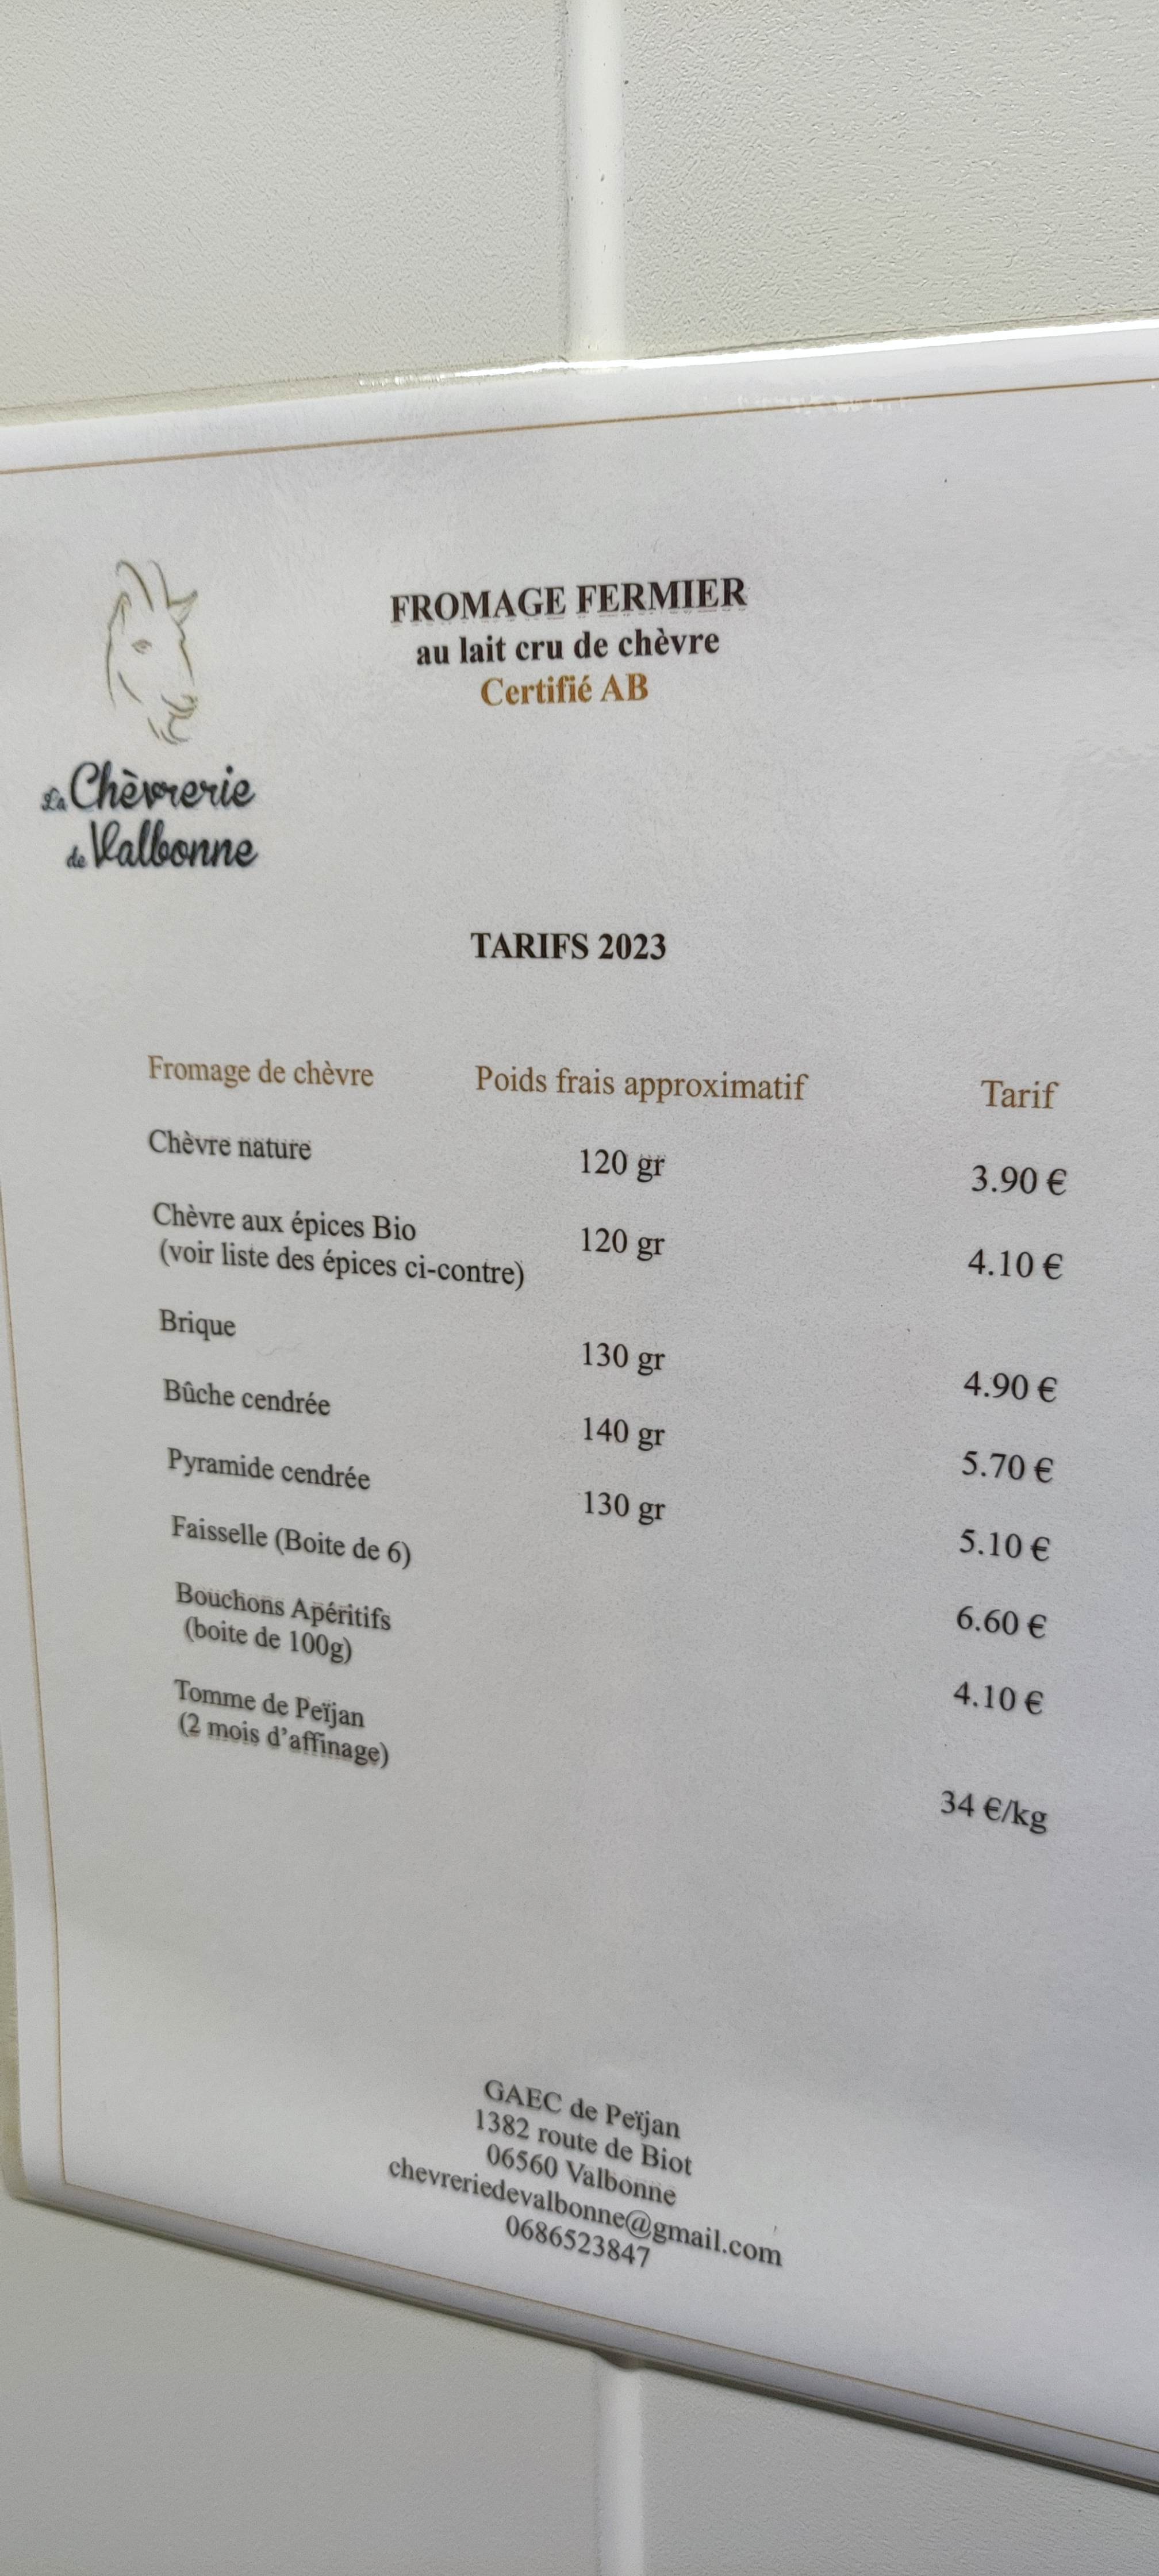 La Chèvrerie
de Valbonne
FROMAGE FERMIER
au lait cru de chèvre
Certifié AB
TARIFS 2023
Fromage de chèvre Poids frais approximatif Tarif
Chèvre nature 120 gr 3.90 €
Chèvre aux épices Bio 120 gr 4.10 €
(voir liste des épices ci-contre)
Brique 130 gr 4.90 €
Bûche cendrée 140 gr 5.70 €
Pyramide cendrée 130 gr 5.10 €
Faisselle (Boite de 6) 6.60 €
Bouchons Apéritifs 4.10 €
(boite de 100g)
Tomme de Peïjan 34 €/kg
(2 mois d’affinage)
GAEC de Peïjan
1382 route de Biot
06560 Valbonne
chevreriedevalbonne@gmail.com
0686523847